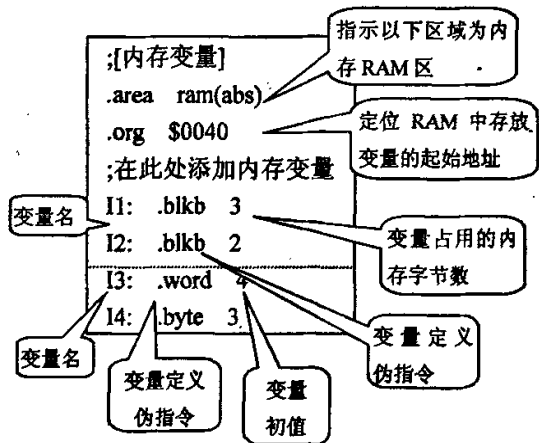 ;[内存变量]
.area ram(abs)
.org $0040
;在此处添加内存变量
I1: .blkb 3
I2: .blkb 2
I3: .word 4
I4: .byte 3
指示以下区域为内
存 RAM 区
定位 RAM 中存放
变量的起始地址
变量名
变量占用的内
存字节数
变量定义
伪指令
变量名
变量定义
伪指令
变量
初值